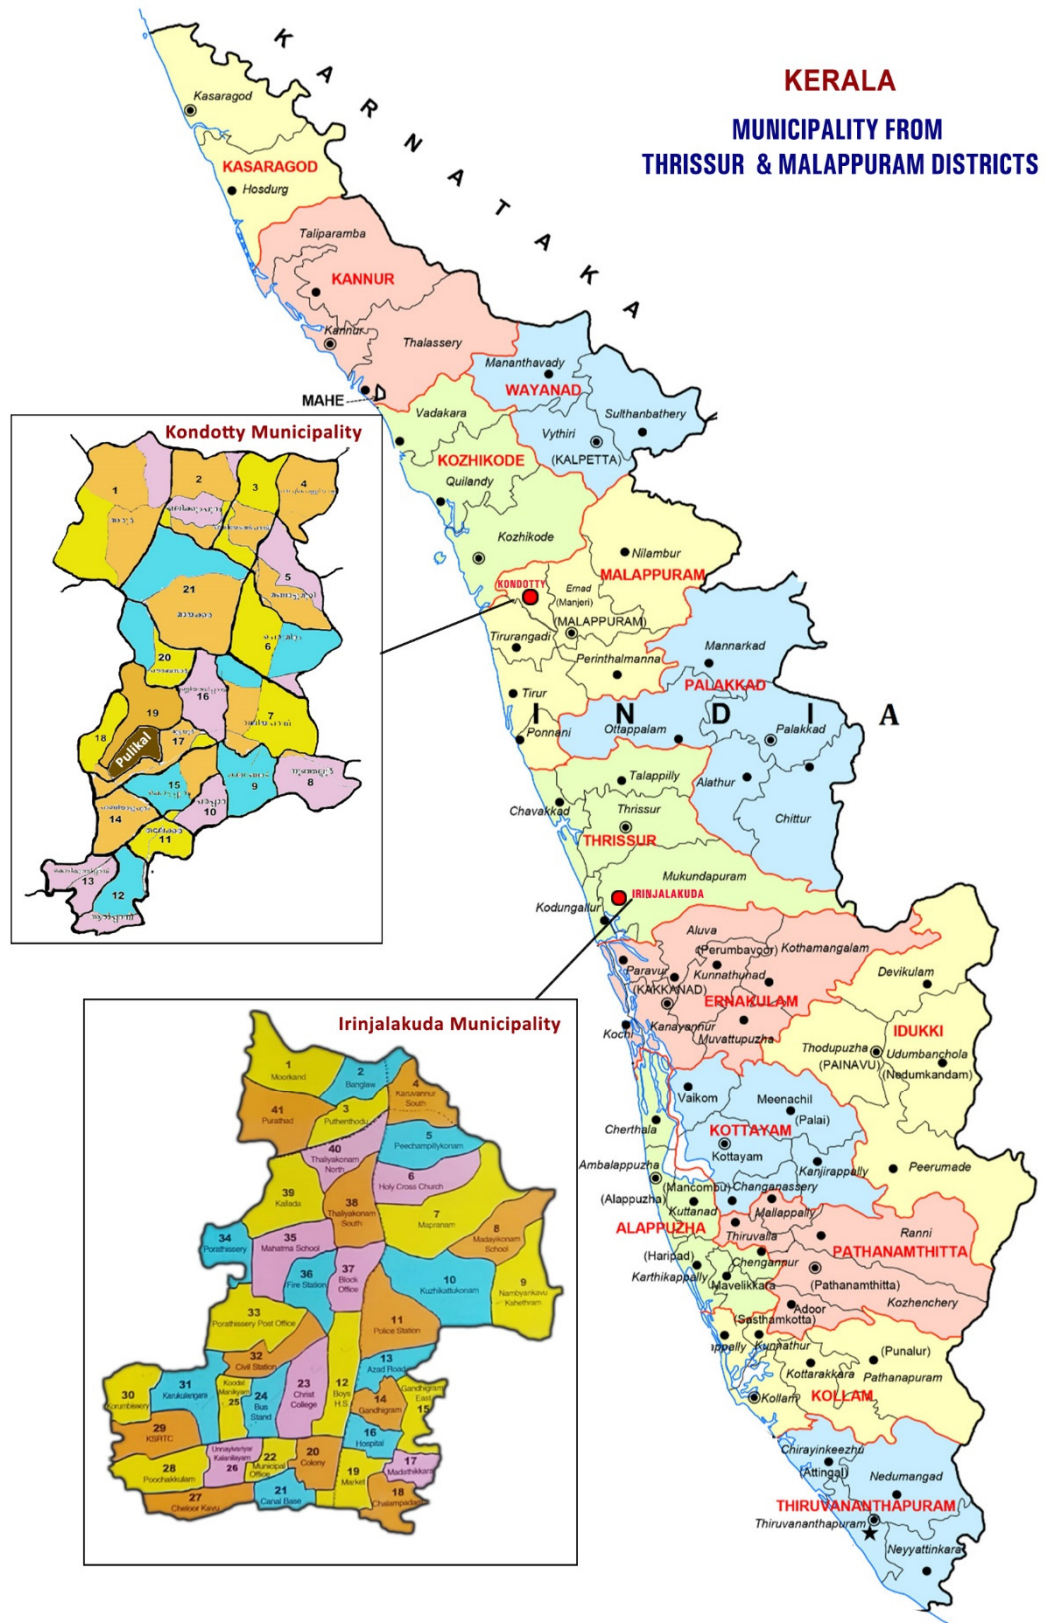 KERALA
MUNICIPALITY FROM
THRISSUR & MALAPPURAM DISTRICTS
KARNATAKA
Kasaragod
KASARAGOD
Hosdurg
Taliparamba
KANNUR
Kannur
Thalassery
MAHE
Mananthavady
WAYANAD
Sulthanbathery
Vythiri
(KALPETTA)
Vadakara
KOZHIKODE
Quilandy
Kozhikode
Nilambur
MALAPPURAM
KONDOTTY
Ernad
(Manjeri)
(MALAPPURAM)
Tirurangadi
Perinthalmanna
Tirur
Ponnani
Mannarkad
PALAKKAD
INDIA
Ottappalam
Palakkad
Alathur
Chittur
Talappilly
Chavakkad
Thrissur
THRISSUR
Mukundapuram
IRINJALAKUDA
Kodungallur
Aluva
(Perumbavoor)
Kothamangalam
Paravur
Kunnathunad
(KAKKANAD)
ERNAKULAM
Kochi
Kanayannur
Muvattupuzha
Devikulam
IDUKKI
Thodupuzha
(PAINAVU)
Udumbanchola
(Nedumkandam)
Peerumade
Vaikom
Meenachil
(Palai)
KOTTAYAM
Kottayam
Kanjirappally
Changanassery
Cherthala
Ambalappuzha
(Alappuzha)
(Mancombu)
Kuttanad
ALAPPUZHA
(Haripad)
Karthikappally
Chengannur
Mavelikkara
Mallappally
Thiruvalla
Ranni
PATHANAMTHITTA
(Pathanamthitta)
Kozhenchery
Adoor
(Sasthamkotta)
Kunnathur
(Punalur)
Kottarakkara
Pathanapuram
KOLLAM
Kollam
Chirayinkeezhu
(Attingal)
Nedumangad
THIRUVANANTHAPURAM
Thiruvananthapuram
Neyyattinkara
Kondotty Municipality
1
2
3
4
5
6
7
8
9
10
11
12
13
14
15
16
17
18
19
20
21
Pulikal
Irinjalakuda Municipality
1
Moorkand
2
Banglaw
3
Puthenthodu
4
Karuvannur
South
5
Peechampillykonam
6
Holy Cross Church
7
Mapranam
8
Madayikonam
School
9
Nambyankavu
Kshethram
10
Kuzhikattukonam
11
Police Station
12
Boys
H.S.
13
Azad Road
14
Gandhigram
Gandhigram
East
15
16
Hospital
17
Madathikkara
18
Chalampadam
19
Market
20
Colony
21
Canal Base
22
Municipal
Office
23
Christ
College
24
Bus
Stand
Koodal
Manikyam
25
26
27
Cheloor Kavu
28
Poochakkulam
29
KSRTC
30
Korumbissery
31
Karukulangara
32
Civil Station
33
Porathissery Post Office
34
Porathissery
35
Mahatma School
36
Fire Station
37
Block
Office
38
Thaliyakonam
South
39
Kallada
40
Thaliyakonam
North
41
Purathad